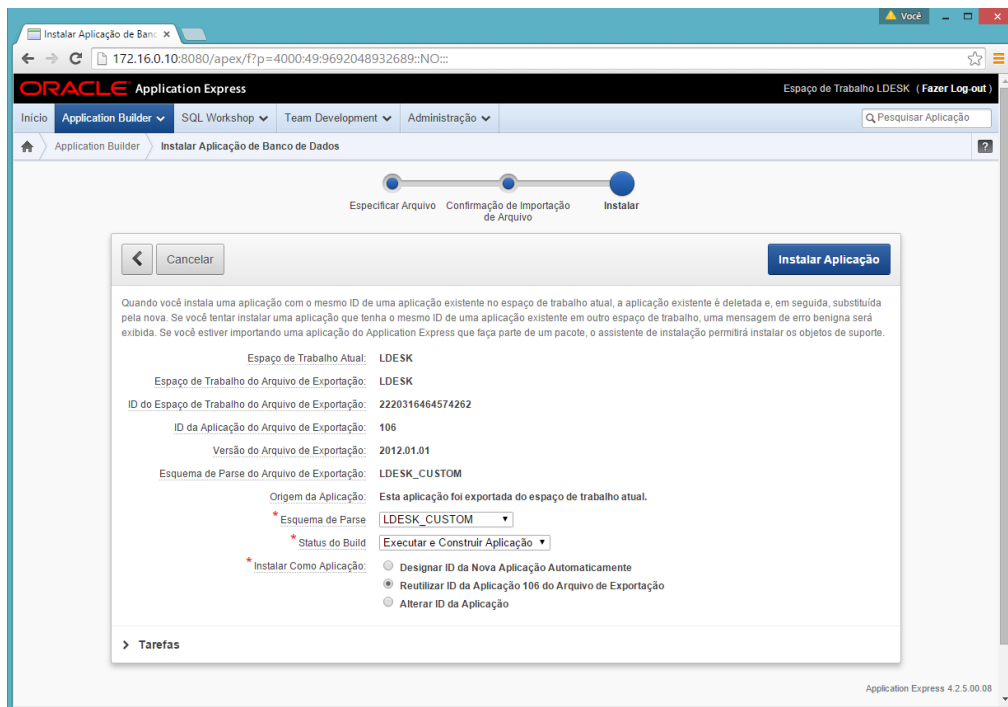 Você
Instalar Aplicação de Banc
172.16.0.10:8080/apex/f?p=4000:49:9692048932689::NO:::
ORACLE Application Express
Espaço de Trabalho LDESK ( Fazer Log-out )
Início Application Builder SQL Workshop Team Development Administração
Pesquisar Aplicação
Application Builder Instalar Aplicação de Banco de Dados
?
Especificar Arquivo
Confirmação de Importação
de Arquivo
Instalar
Cancelar
Instalar Aplicação
Quando você instala uma aplicação com o mesmo ID de uma aplicação existente no espaço de trabalho atual, a aplicação existente é deletada e, em seguida, substituída
pela nova. Se você tentar instalar uma aplicação que tenha o mesmo ID de uma aplicação existente em outro espaço de trabalho, uma mensagem de erro benigna será
exibida. Se você estiver importando uma aplicação do Application Express que faça parte de um pacote, o assistente de instalação permitirá instalar os objetos de suporte.
Espaço de Trabalho Atual: LDESK
Espaço de Trabalho do Arquivo de Exportação: LDESK
ID do Espaço de Trabalho do Arquivo de Exportação: 2220316464574262
ID da Aplicação do Arquivo de Exportação: 106
Versão do Arquivo de Exportação: 2012.01.01
Esquema de Parse do Arquivo de Exportação: LDESK_CUSTOM
Origem da Aplicação: Esta aplicação foi exportada do espaço de trabalho atual.
* Esquema de Parse LDESK_CUSTOM
* Status do Build Executar e Construir Aplicação
* Instalar Como Aplicação: Designar ID da Nova Aplicação Automaticamente
Reutilizar ID da Aplicação 106 do Arquivo de Exportação
Alterar ID da Aplicação
Tarefas
Application Express 4.2.5.00.08